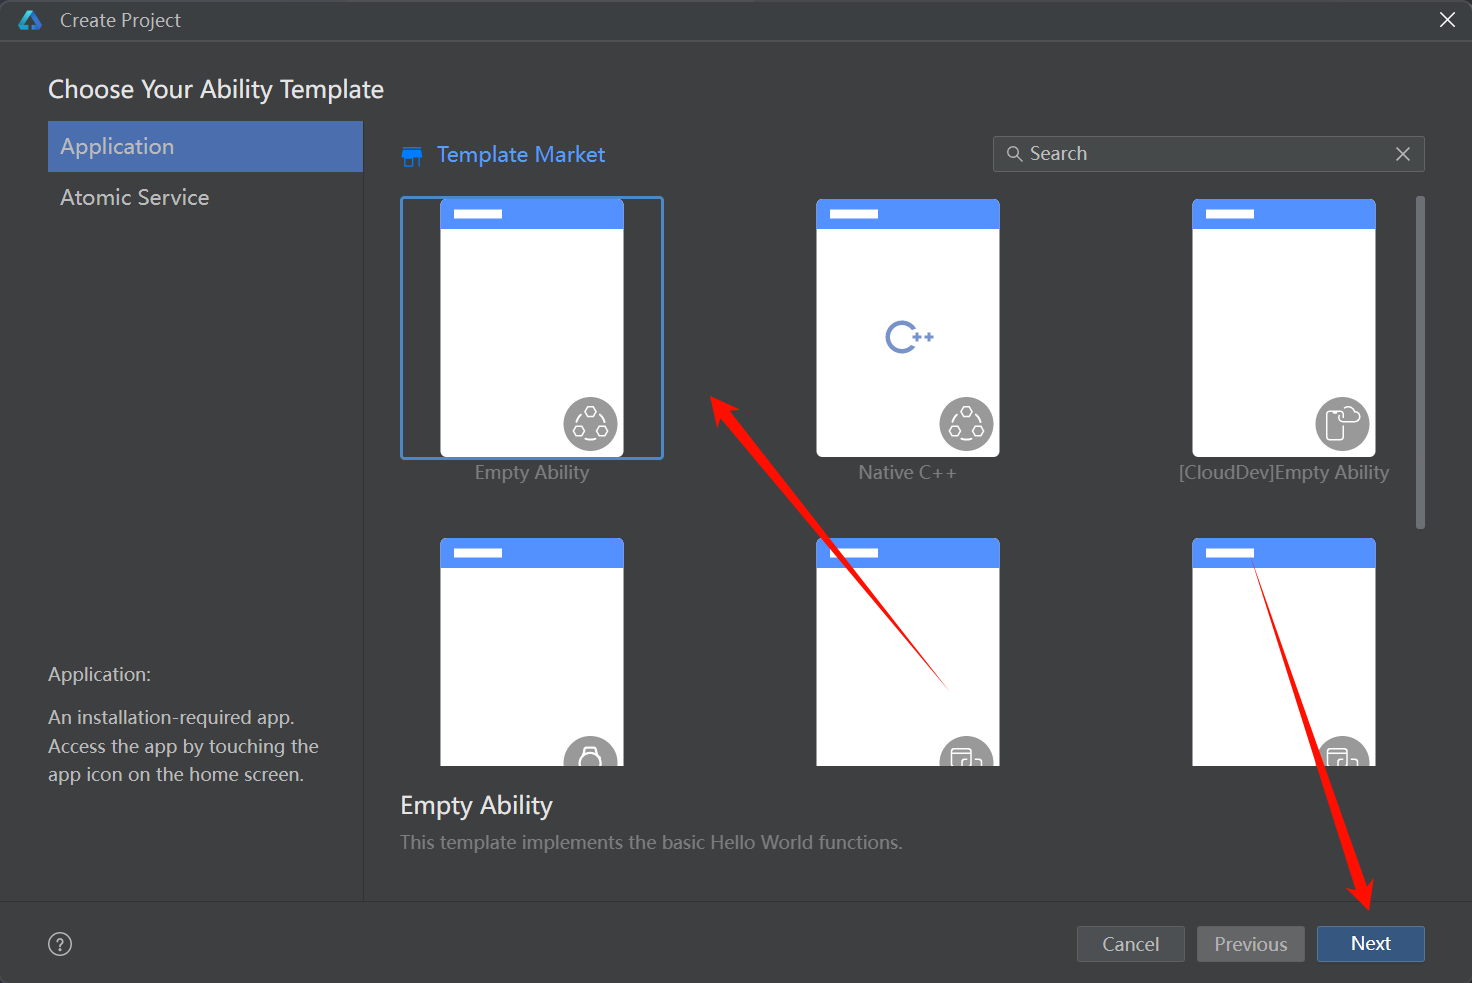 Create Project
Choose Your Ability Template
Application
Atomic Service
Template Market
Search
C++
Empty Ability
Native C++
[CloudDev]Empty Ability
Application:
An installation-required app.
Access the app by touching the
app icon on the home screen.
Empty Ability
This template implements the basic Hello World functions.
?
Cancel
Previous
Next